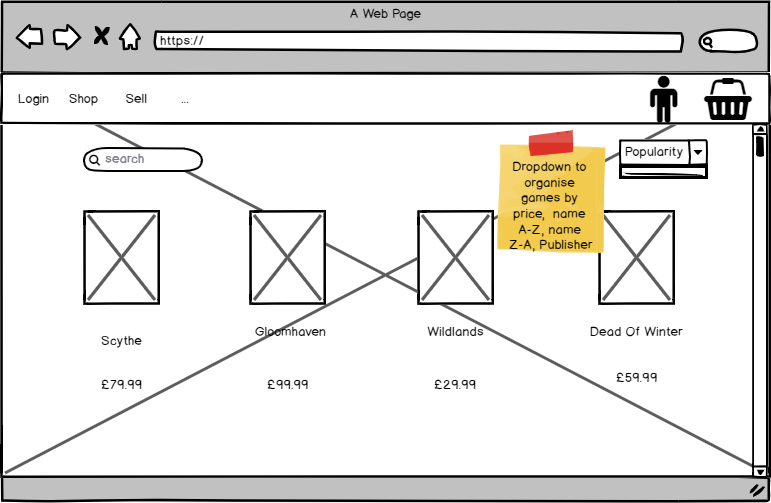 A Web Page
https://
Login Shop Sell ...
search
Popularity
Dropdown to
organise
games by
price, name
A-Z, name
Z-A, Publisher
Scythe
Gloomhaven
Wildlands
Dead Of Winter
£79.99
£99.99
£29.99
£59.99